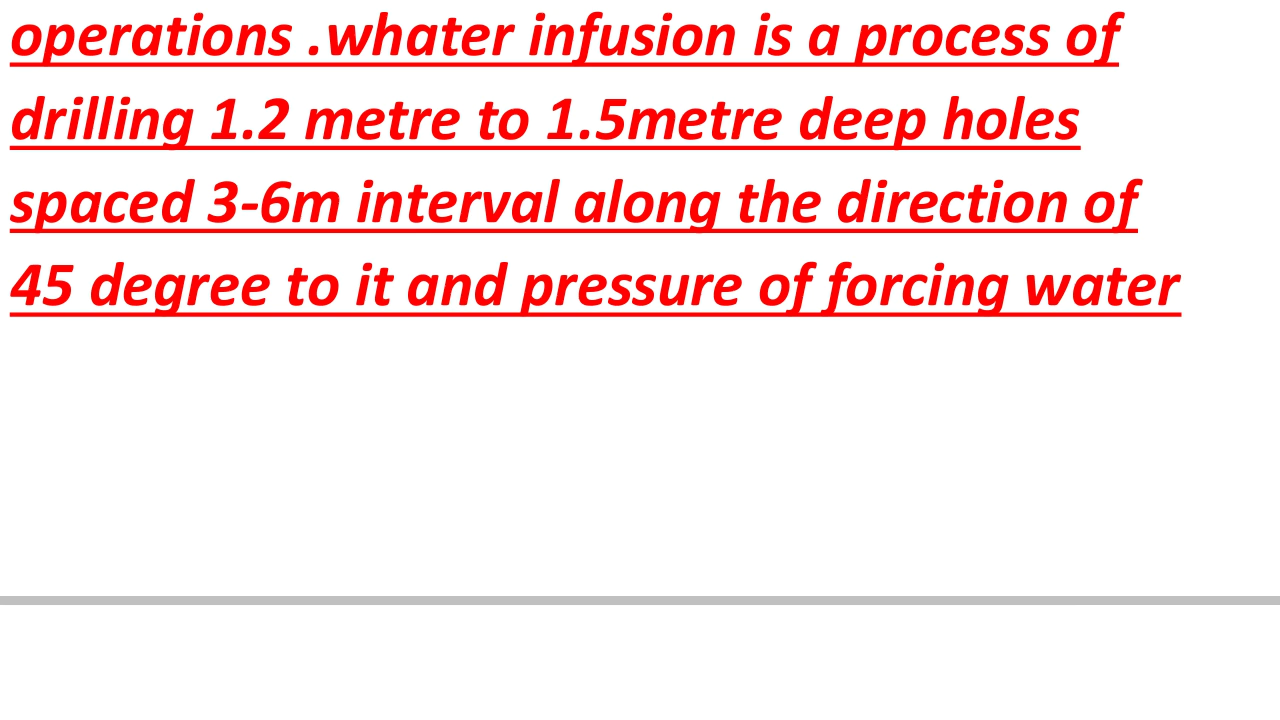 operations .whater infusion is a process of
drilling 1.2 metre to 1.5metre deep holes
spaced 3-6m interval along the direction of
45 degree to it and pressure of forcing water